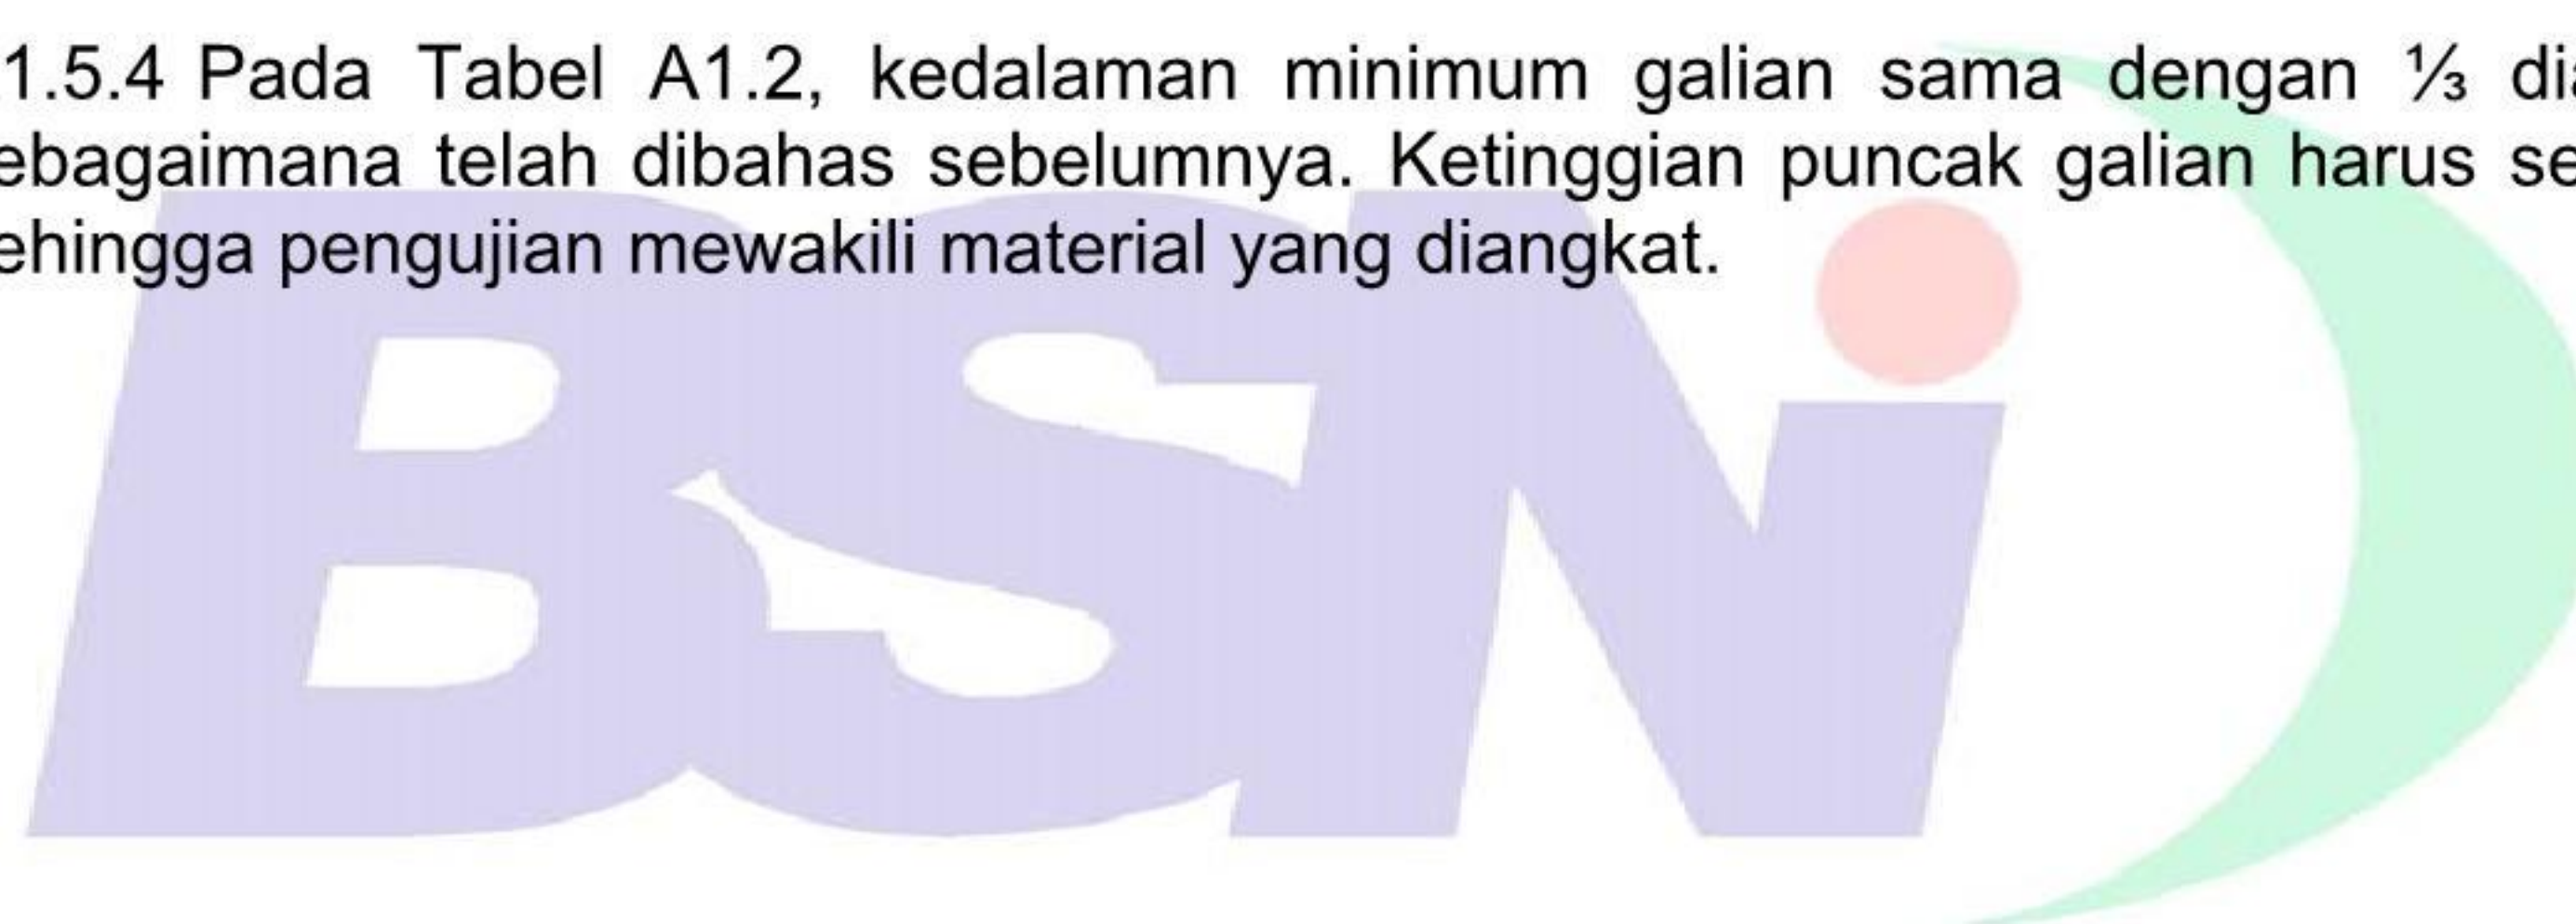 1.5.4 Pada Tabel A1.2, kedalaman minimum galian sama dengan ⅓
ebagaimana telah dibahas sebelumnya. Ketinggian puncak galian harus
ehingga pengujian mewakili material yang diangkat.
BSNi